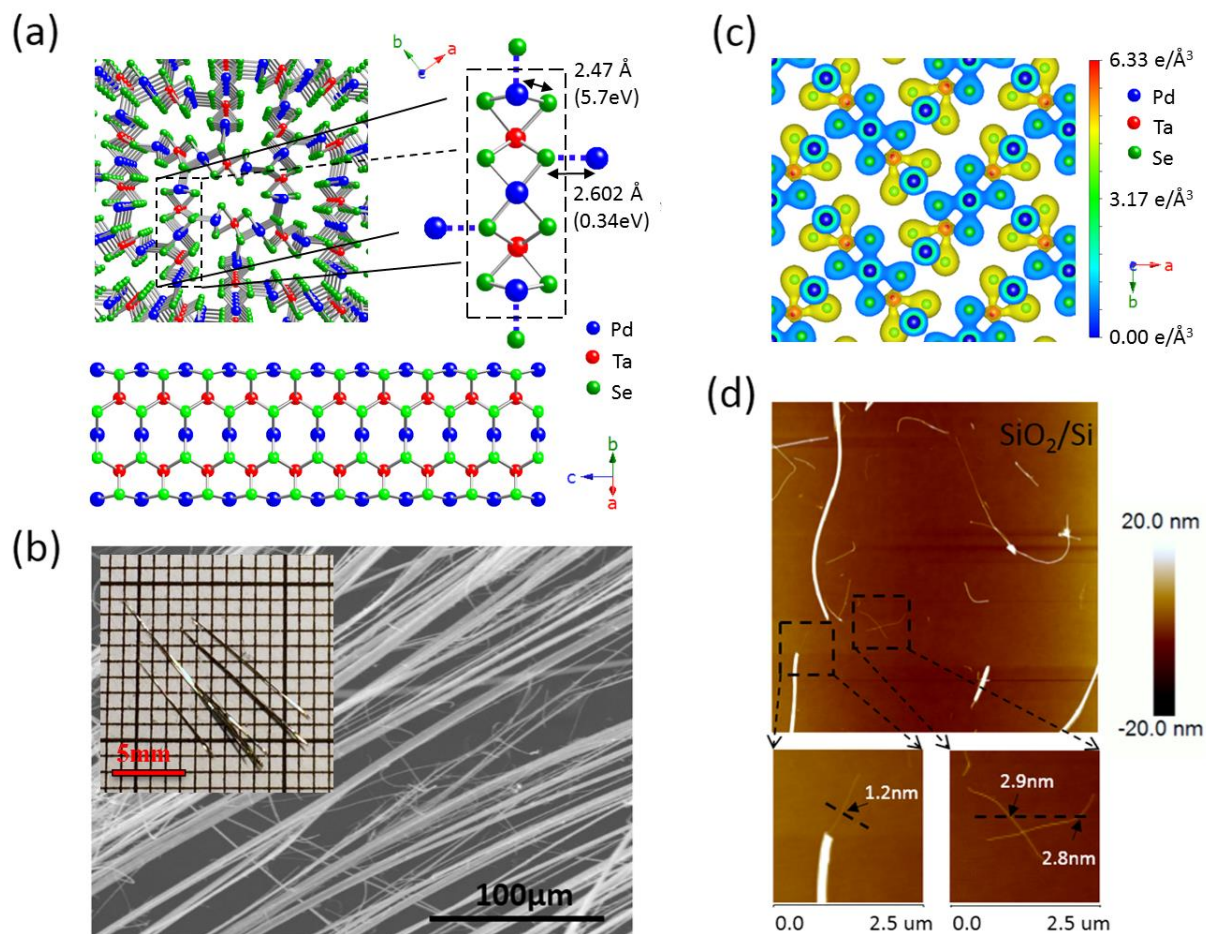 (a)
b
a
c
2.47 Å
(5.7eV)
2.602 Å
(0.34eV)
Pd
Ta
Se
b
c
a
(b)
5mm
100μm
(c)
6.33 e/Å³
Pd
Ta
Se
3.17 e/Å³
a
b
c
0.00 e/Å³
(d)
SiO₂/Si
20.0 nm
-20.0 nm
1.2nm
2.9nm
2.8nm
0.0 2.5 um
0.0 2.5 um